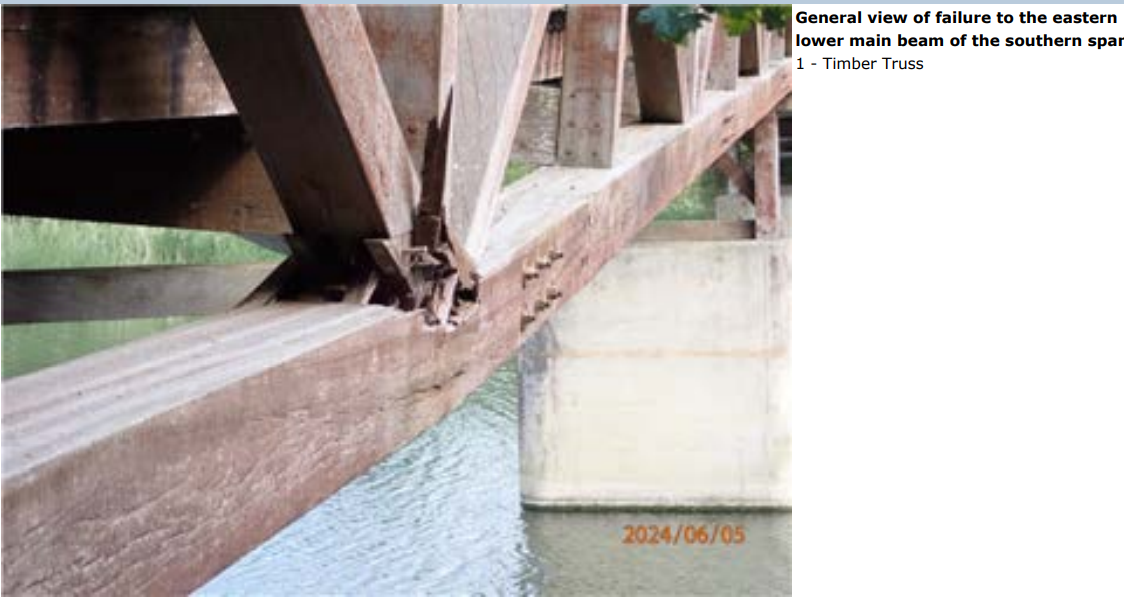 General view of failure to the eastern
lower main beam of the southern spar
1 - Timber Truss
2024/06/05